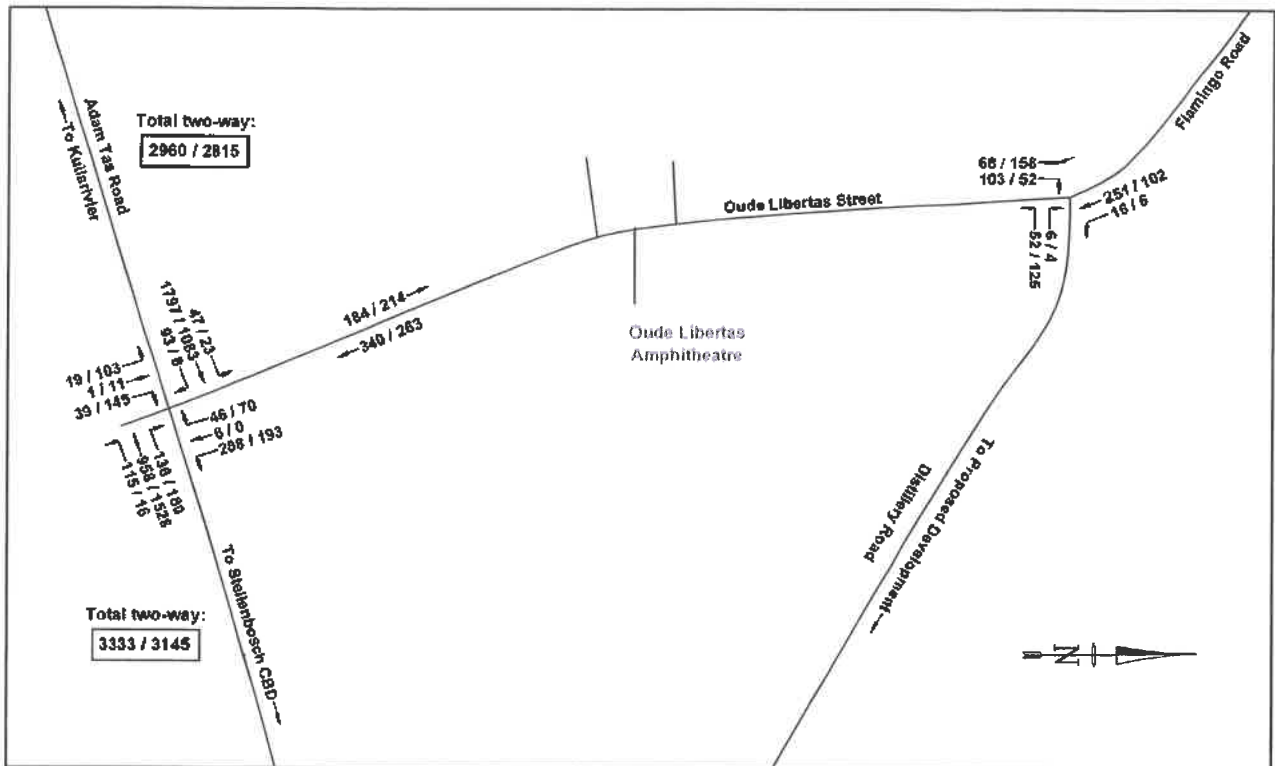 Adam Tas Road
To Kuilsrivier
Total two-way:
2960 / 2815
Flamingo Road
Oude Libertas Street
66 / 158
103 / 52
251 / 102
16 / 6
6 / 4
52 / 125
184 / 214
340 / 263
Oude Libertas
Amphitheatre
47 / 23
1797 / 1083
93 / 8
19 / 103
1 / 11
39 / 145
46 / 70
6 / 0
288 / 193
136 / 180
958 / 1528
115 / 16
To Stellenbosch CBD
Total two-way:
3333 / 3145
Distillery Road
To Proposed Development
N